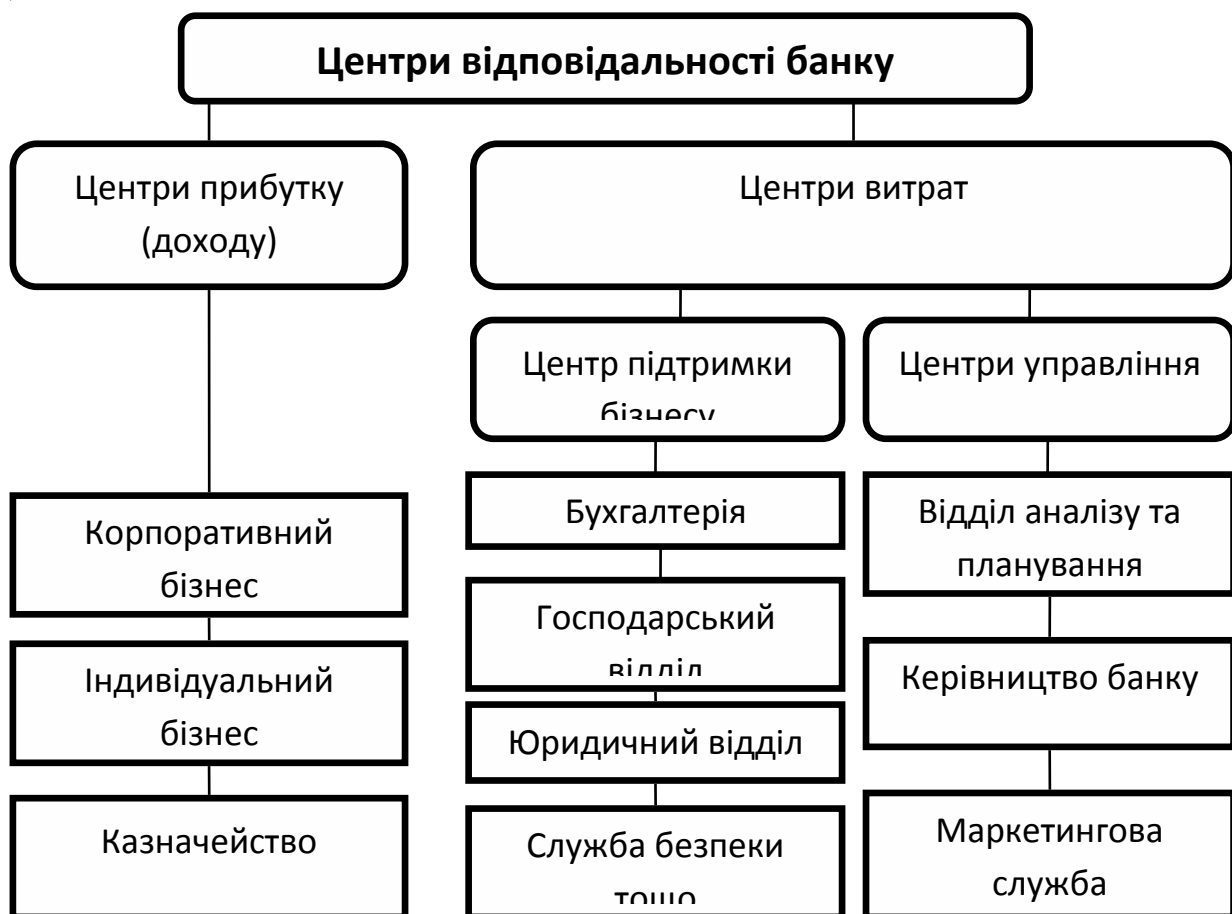 Центри відповідальності банку
Центри прибутку
(доходу)
Центри витрат
Центр підтримки
бізнесу
Центри управління
Корпоративний
бізнес
Індивідуальний
бізнес
Казначейство
Бухгалтерія
Господарський
відділ
Юридичний відділ
Служба безпеки
тощо
Відділ аналізу та
планування
Керівництво банку
Маркетингова
служба